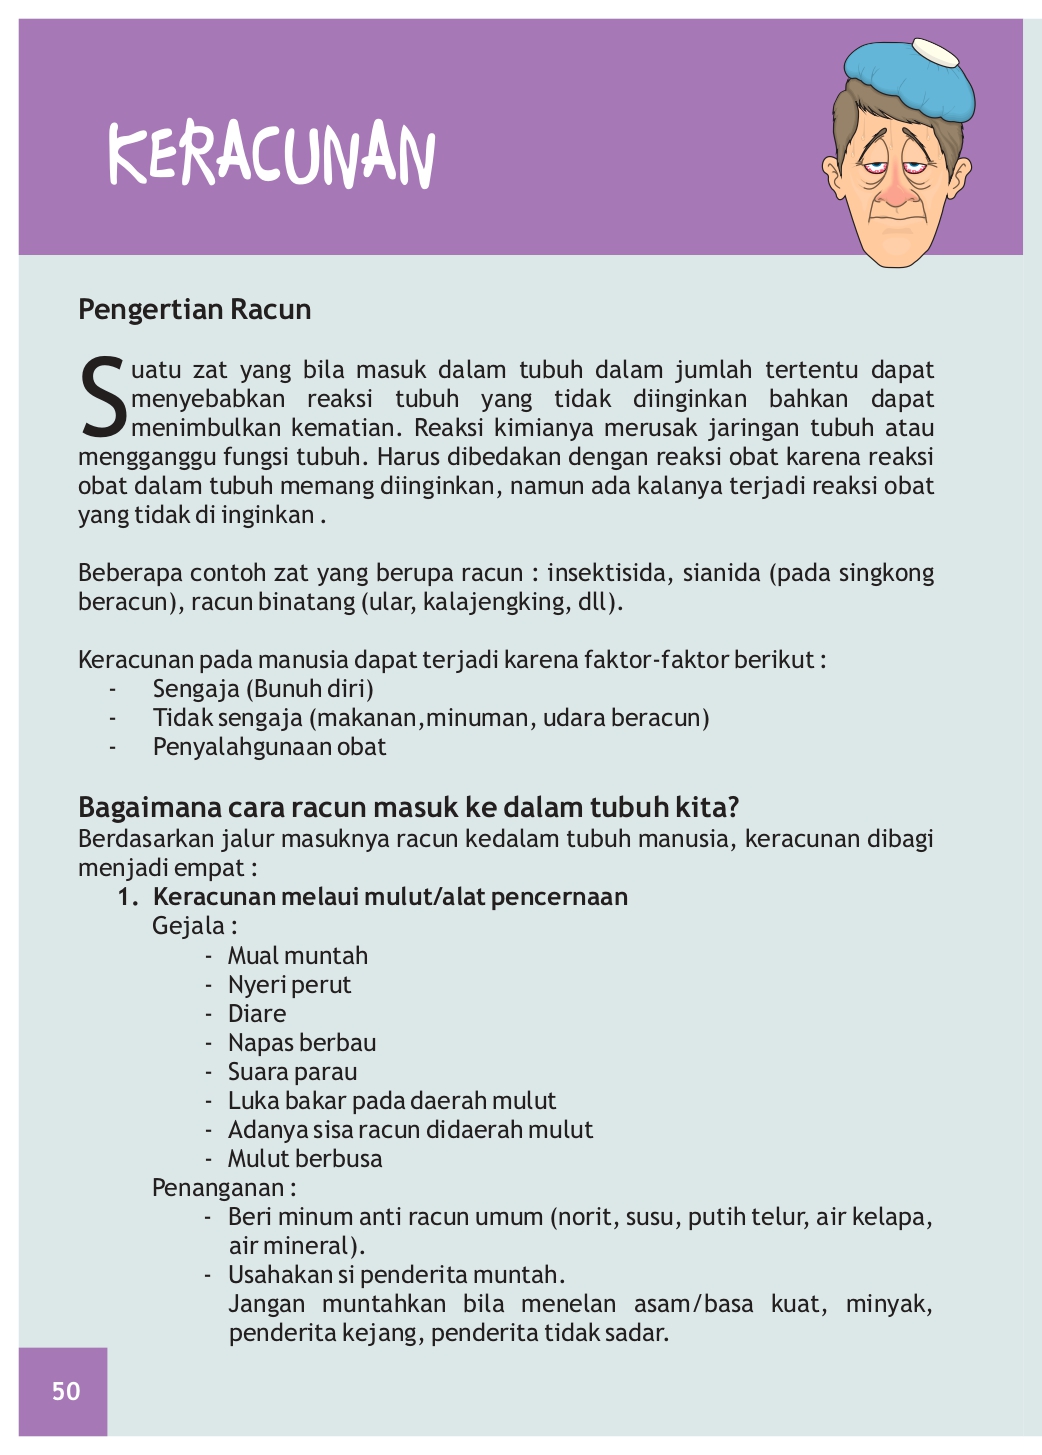 KERACUNAN
Pengertian Racun
Suatu zat yang bila masuk dalam tubuh dalam jumlah tertentu dapat
menyebabkan reaksi tubuh yang tidak diinginkan bahkan dapat
menimbulkan kematian. Reaksi kimianya merusak jaringan tubuh atau
mengganggu fungsi tubuh. Harus dibedakan dengan reaksi obat karena reaksi
obat dalam tubuh memang diinginkan, namun ada kalanya terjadi reaksi obat
yang tidak di inginkan .
Beberapa contoh zat yang berupa racun : insektisida, sianida (pada singkong
beracun), racun binatang (ular, kalajengking, dll).
Keracunan pada manusia dapat terjadi karena faktor-faktor berikut :
- Sengaja (Bunuh diri)
- Tidak sengaja (makanan,minuman, udara beracun)
- Penyalahgunaan obat
Bagaimana cara racun masuk ke dalam tubuh kita?
Berdasarkan jalur masuknya racun kedalam tubuh manusia, keracunan dibagi
menjadi empat :
1. Keracunan melaui mulut/alat pencernaan
Gejala :
- Mual muntah
- Nyeri perut
- Diare
- Napas berbau
- Suara parau
- Luka bakar pada daerah mulut
- Adanya sisa racun didaerah mulut
- Mulut berbusa
Penanganan :
- Beri minum anti racun umum (norit, susu, putih telur, air kelapa,
air mineral).
- Usahakan si penderita muntah.
Jangan muntahkan bila menelan asam/basa kuat, minyak,
penderita kejang, penderita tidak sadar.
50